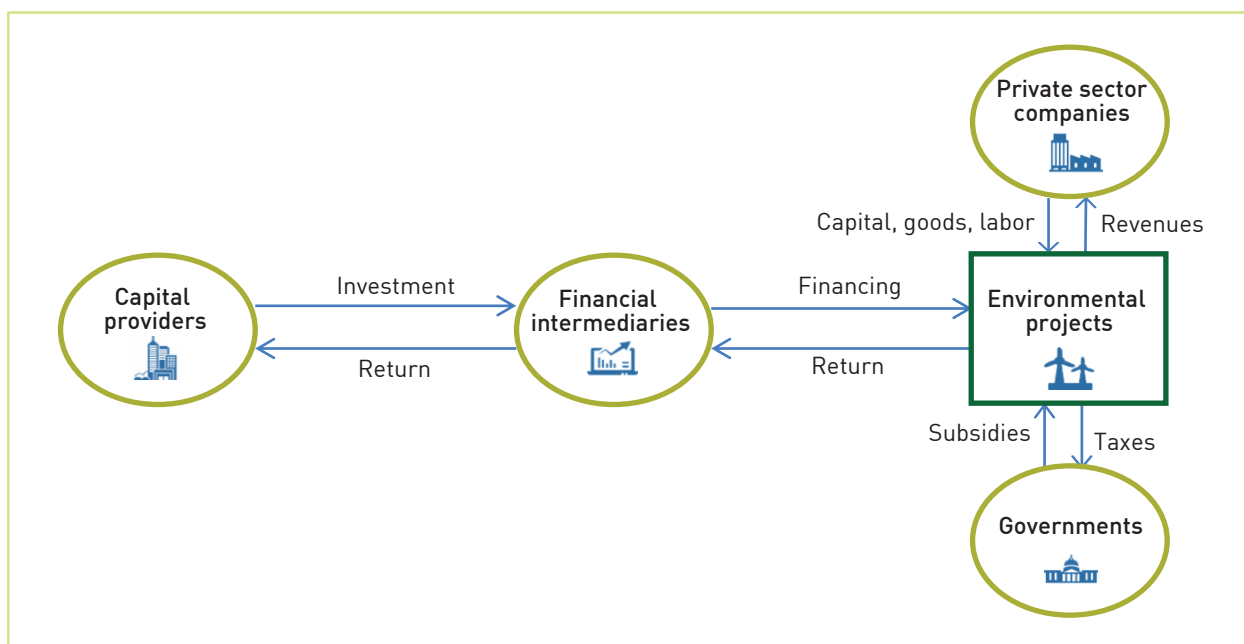 Private sector
companies
Capital, goods, labor
Revenues
Capital
providers
Investment
Return
Financial
intermediaries
Financing
Return
Environmental
projects
Subsidies
Taxes
Governments